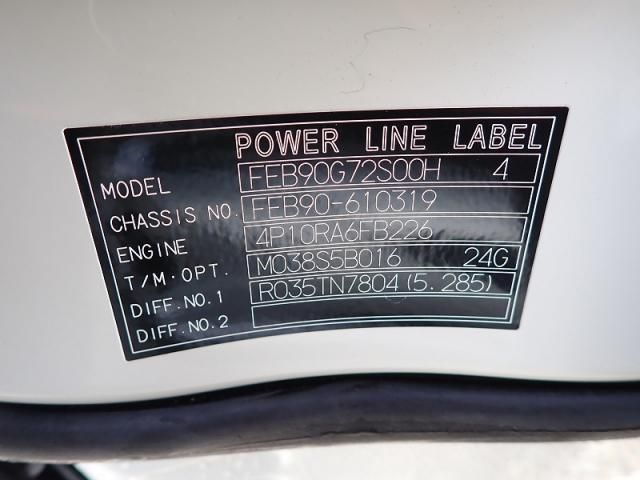 POWER LINE LABEL
MODEL FEB90G72S00H 4
CHASSIS NO. FEB90-610319
ENGINE 4P10RA6FB226
T/M·OPT. M038S5B016 24G
DIFF.NO.1 R035TN7804(5.285)
DIFF.NO.2